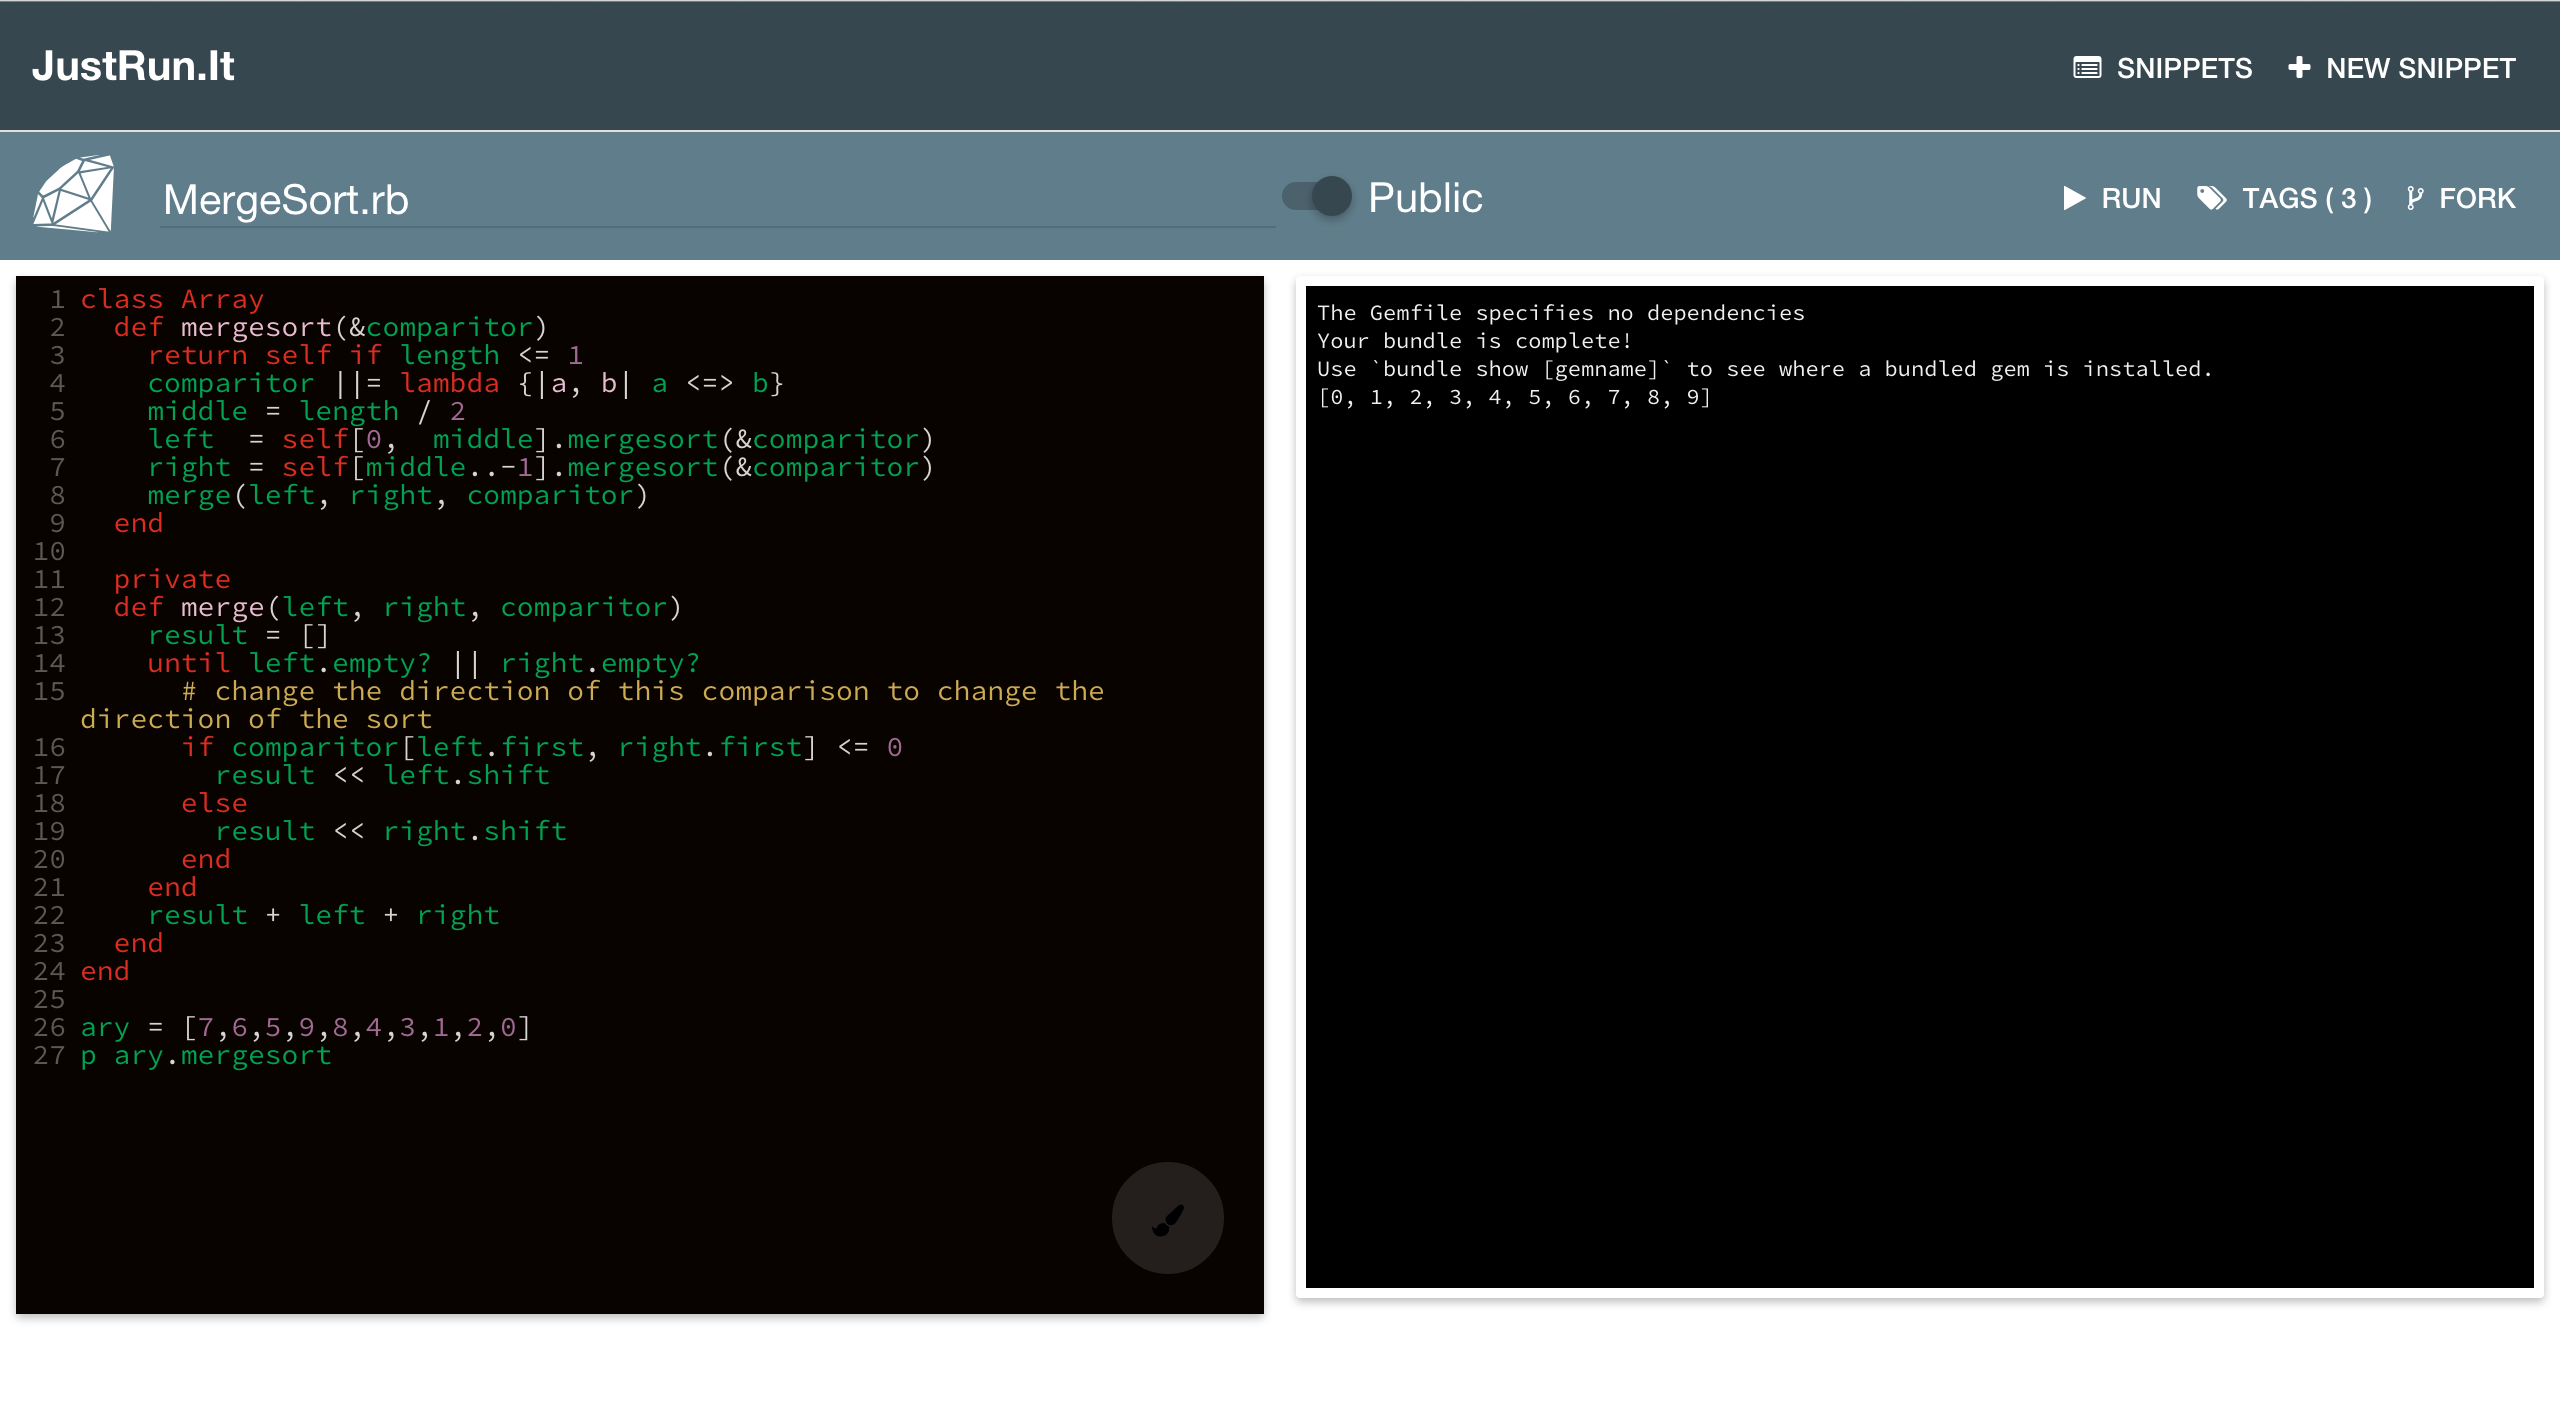 JustRun.It
SNIPPETS
NEW SNIPPET
MergeSort.rb
Public
RUN
TAGS ( 3 )
FORK
1 class Array
2   def mergesort(&comparitor)
3     return self if length <= 1
4     comparitor ||= lambda {|a, b| a <=> b}
5     middle = length / 2
6     left  = self[0,  middle].mergesort(&comparitor)
7     right = self[middle..-1].mergesort(&comparitor)
8     merge(left, right, comparitor)
9   end
10
11   private
12   def merge(left, right, comparitor)
13     result = []
14     until left.empty? || right.empty?
15       # change the direction of this comparison to change the
direction of the sort
16       if comparitor[left.first, right.first] <= 0
17         result << left.shift
18       else
19         result << right.shift
20       end
21     end
22     result + left + right
23   end
24 end
25
26 ary = [7,6,5,9,8,4,3,1,2,0]
27 p ary.mergesort
The Gemfile specifies no dependencies
Your bundle is complete!
Use `bundle show [gemname]` to see where a bundled gem is installed.
[0, 1, 2, 3, 4, 5, 6, 7, 8, 9]